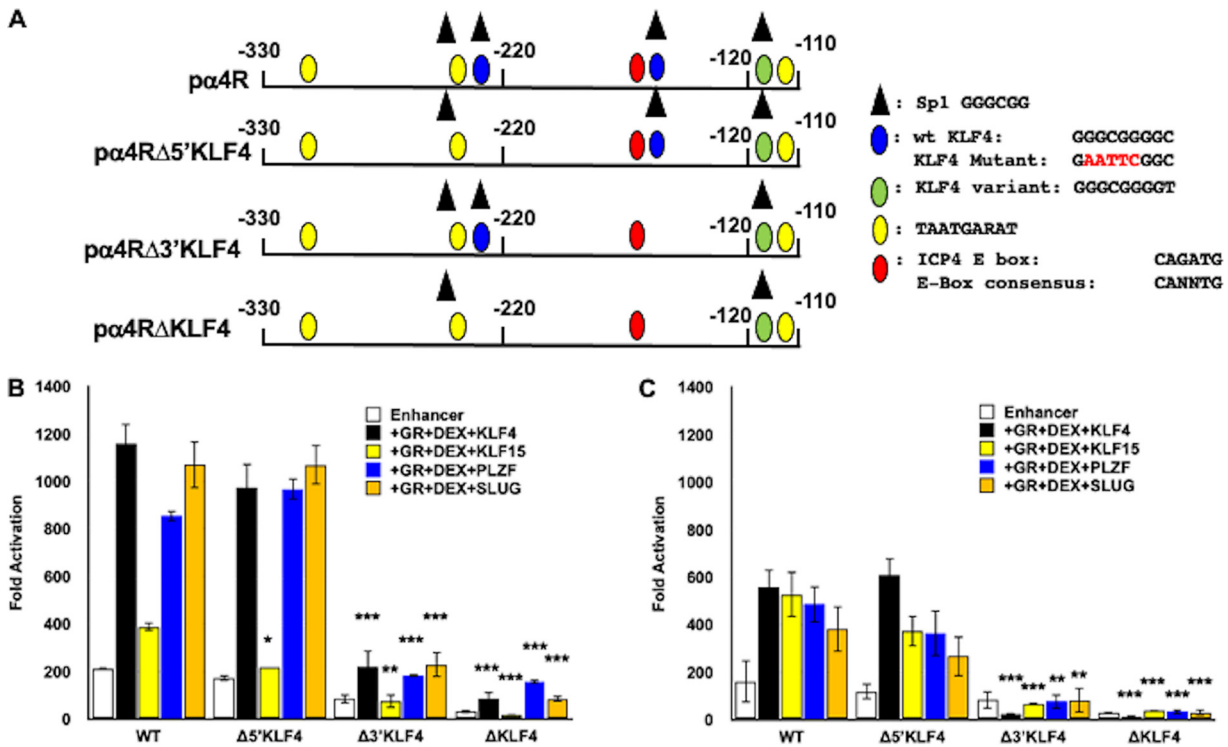 A
pα4R
-330
-220
-120
-110
pα4RΔ5'KLF4
-330
-220
-120
-110
pα4RΔ3'KLF4
-330
-220
-120
-110
pα4RΔKLF4
-330
-220
-120
-110
: Sp1 GGGCGG
: wt KLF4: GGGCGGGGC
KLF4 Mutant: GAATTCGGC
: KLF4 variant: GGGCGGGGT
: TAATGARAT
: ICP4 E box: CAGATG
E-Box consensus: CANNTG
B
Fold Activation
1400
1200
1000
800
600
400
200
0
Enhancer
+GR+DEX+KLF4
+GR+DEX+KLF15
+GR+DEX+PLZF
+GR+DEX+SLUG
*
***
**
***
***
***
***
***
***
WT
Δ5'KLF4
Δ3'KLF4
ΔKLF4
C
Fold Activation
1400
1200
1000
800
600
400
200
0
Enhancer
+GR+DEX+KLF4
+GR+DEX+KLF15
+GR+DEX+PLZF
+GR+DEX+SLUG
***
***
**
**
***
***
***
***
WT
Δ5'KLF4
Δ3'KLF4
ΔKLF4